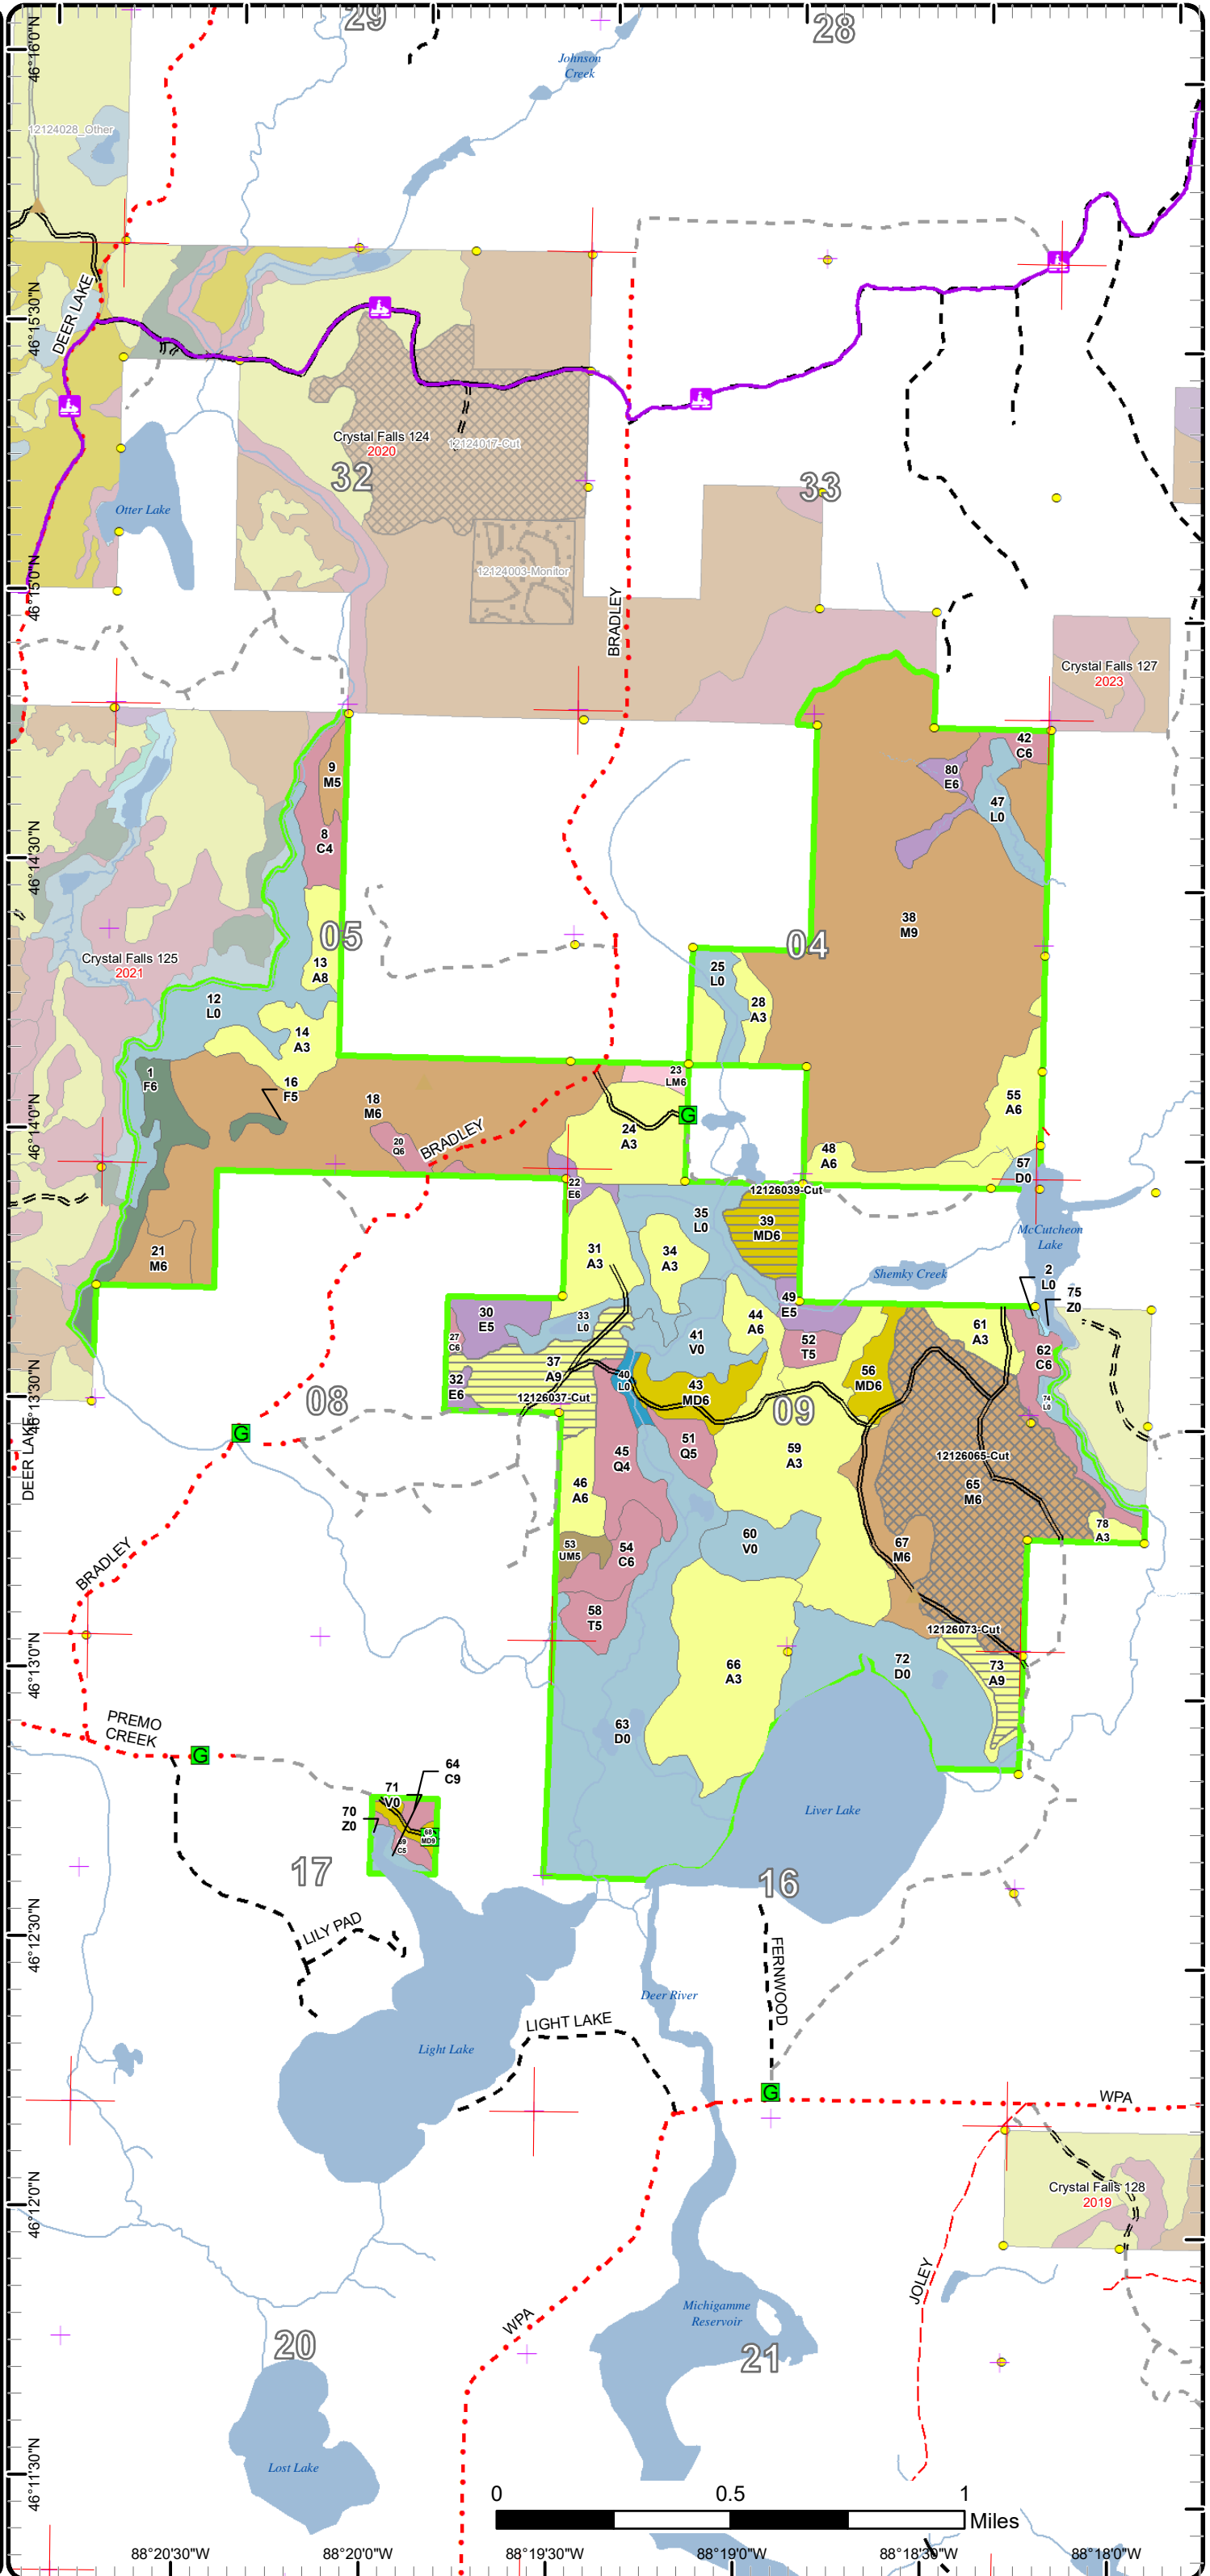 29
28
46°16'0"N
Johnson
Creek
12124028_Other
DEER LAKE
46°15'30"N
Crystal Falls 124
2020
12124017-Cut
32
33
Otter Lake
46°15'0"N
12124003-Monitor
BRADLEY
Crystal Falls 127
2023
9
M5
42
C6
80
E6
47
L0
8
C4
46°14'30"N
38
M9
05
04
Crystal Falls 125
2021
13
A8
25
L0
12
L0
28
A3
14
A3
1
F6
16
F5
23
LM6
18
M6
55
A6
46°14'0"N
24
A3
G
20
Q6
BRADLEY
48
A6
57
D0
22
E6
12126039-Cut
35
L0
39
MD6
21
M6
31
A3
34
A3
McCutcheon
Lake
Shemky Creek
2
L0
75
Z0
49
E5
30
E5
33
L0
44
A6
61
A3
27
C6
41
V0
52
T5
62
C6
37
A9
56
MD6
32
E6
40
L0
43
MD6
12126037-Cut
74
L0
46°13'30"N
08
09
DEER LAKE
G
45
Q4
51
Q5
59
A3
12126065-Cut
65
M6
46
A6
78
A3
60
V0
53
UM5
54
C6
67
M6
BRADLEY
58
T5
12126073-Cut
46°13'0"N
66
A3
72
D0
73
A9
PREMO
CREEK
63
D0
G
64
C9
71
V0
70
Z0
68
MD9
69
C5
Liver Lake
17
16
46°12'30"N
LILY PAD
FERNWOOD
Deer River
LIGHT LAKE
Light Lake
G
WPA
46°12'0"N
Crystal Falls 128
2019
JOLEY
Michigamme
Reservoir
WPA
20
21
Lost Lake
46°11'30"N
0 0.5 1
Miles
88°20'30"W 88°20'0"W 88°19'30"W 88°19'0"W 88°18'30"W 88°18'0"W